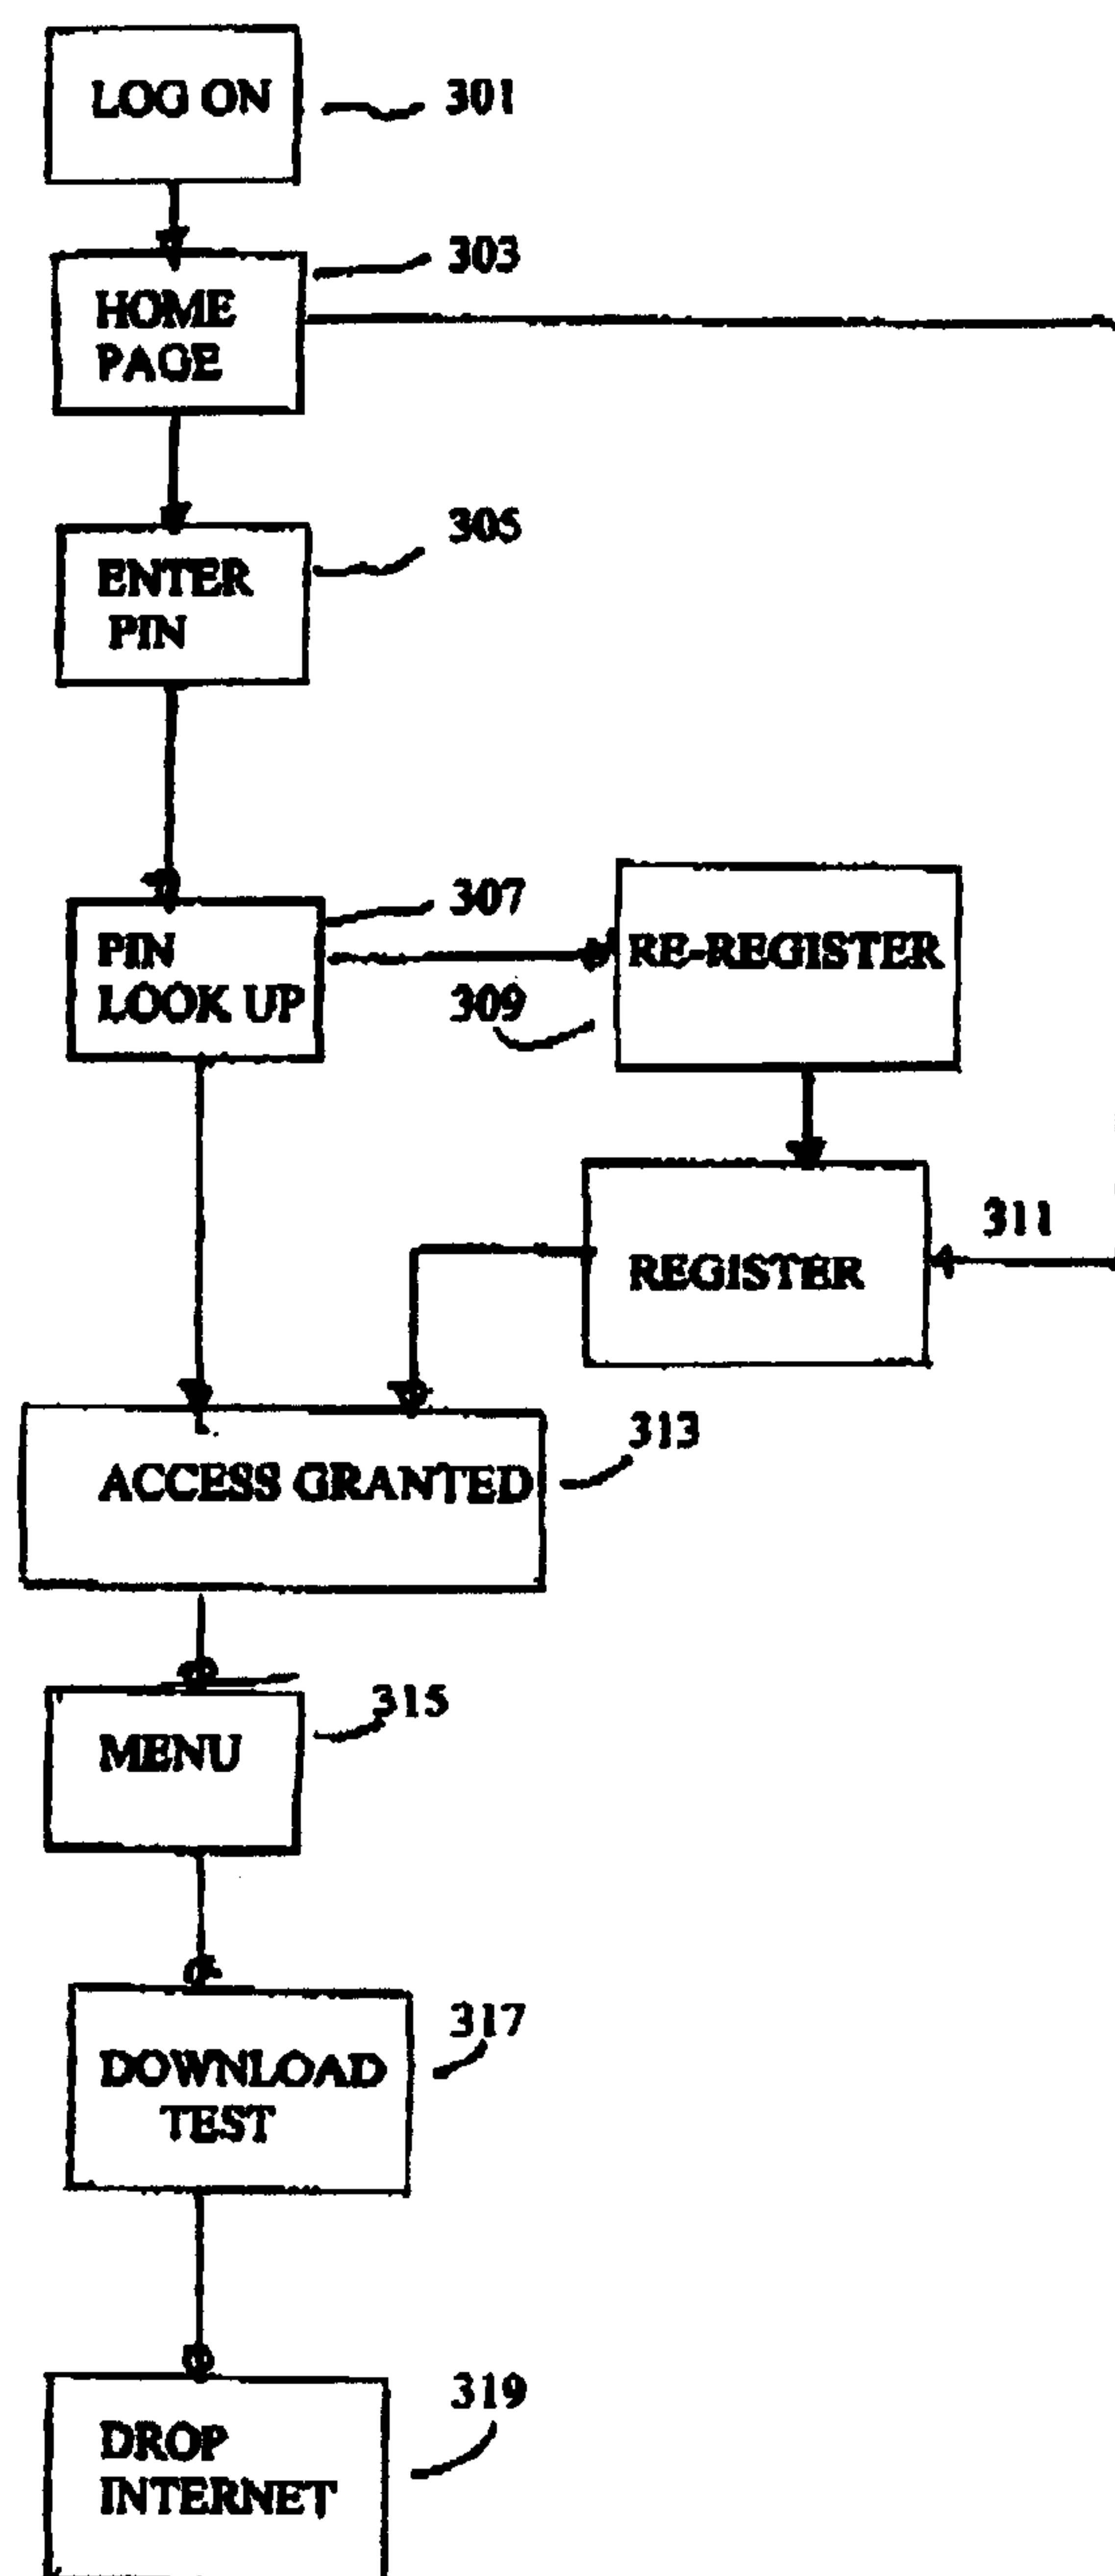 LOG ON
301
303
HOME
PAGE
305
ENTER
PIN
307
PIN
LOOK UP
RE-REGISTER
309
311
REGISTER
313
ACCESS GRANTED
315
MENU
317
DOWNLOAD
TEST
319
DROP
INTERNET